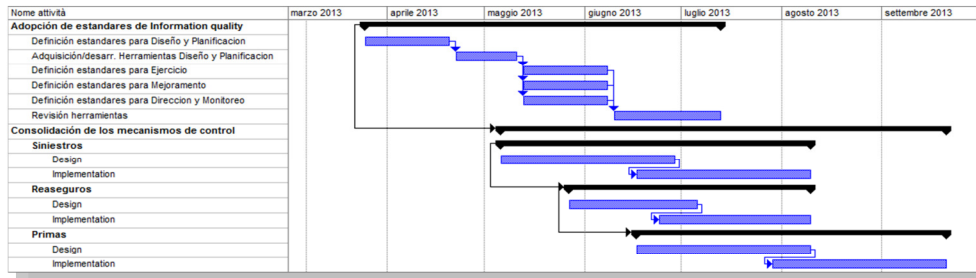 Nome attività marzo 2013 aprile 2013 maggio 2013 giugno 2013 luglio 2013 agosto 2013 settembre 2013
Adopción de estandares de Information quality
Definición estandares para Diseño y Planificacion
Adquisición/desarr. Herramientas Diseño y Planificacion
Definición estandares para Ejercicio
Definición estandares para Mejoramento
Definición estandares para Direccion y Monitoreo
Revisión herramientas
Consolidación de los mecanismos de control
Siniestros
Design
Implementation
Reaseguros
Design
Implementation
Primas
Design
Implementation